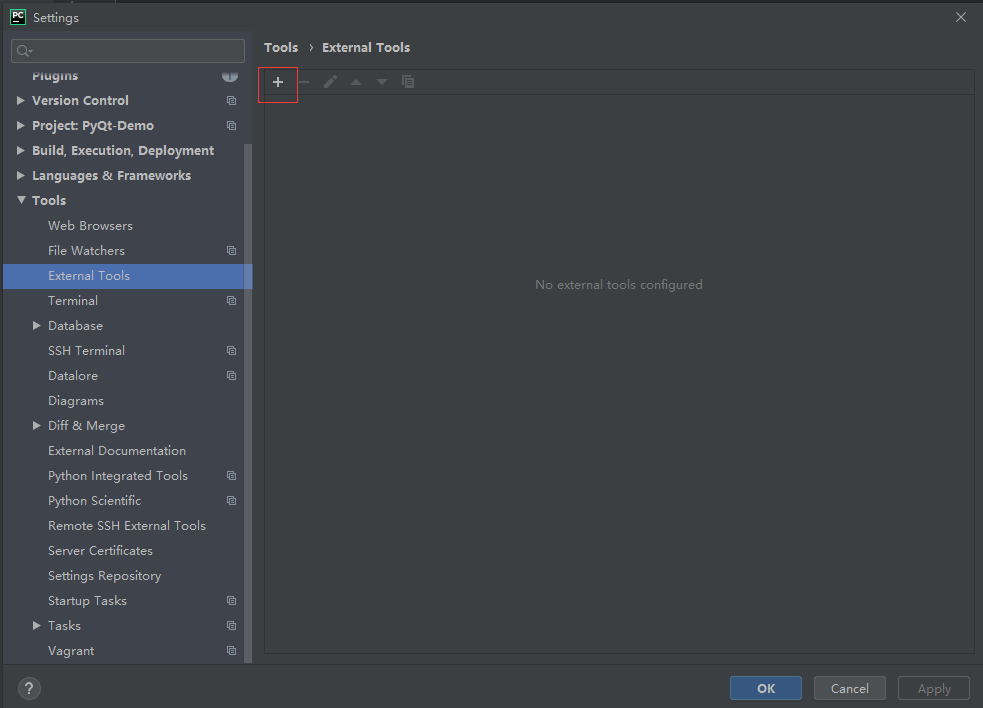 PC Settings
Tools › External Tools
Plugins
Version Control
Project: PyQt-Demo
Build, Execution, Deployment
Languages & Frameworks
Tools
Web Browsers
File Watchers
External Tools
Terminal
Database
SSH Terminal
Datalore
Diagrams
Diff & Merge
External Documentation
Python Integrated Tools
Python Scientific
Remote SSH External Tools
Server Certificates
Settings Repository
Startup Tasks
Tasks
Vagrant
No external tools configured
?
OK
Cancel
Apply